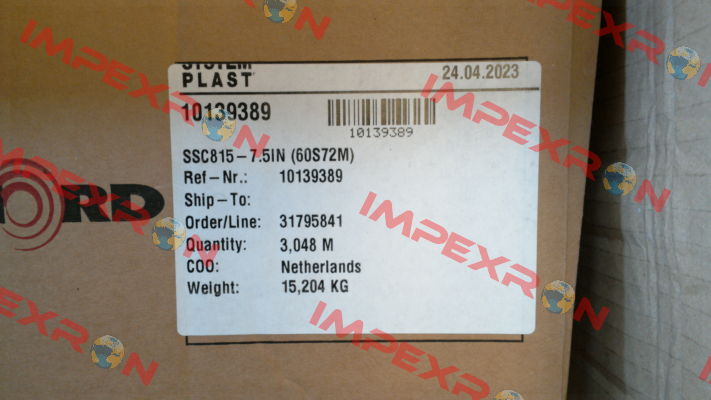 SYSTEM
PLAST
24.04.2023
10139389
10139389
SSC815-7.5IN (60S72M)
Ref-Nr.: 10139389
Ship-To:
Order/Line: 31795841
Quantity: 3,048 M
COO: Netherlands
Weight: 15,204 KG
IMPEXRON
IMPEXRON
IMPEXRON
IMPEXRON
IMPEXRON
IMPEXRON